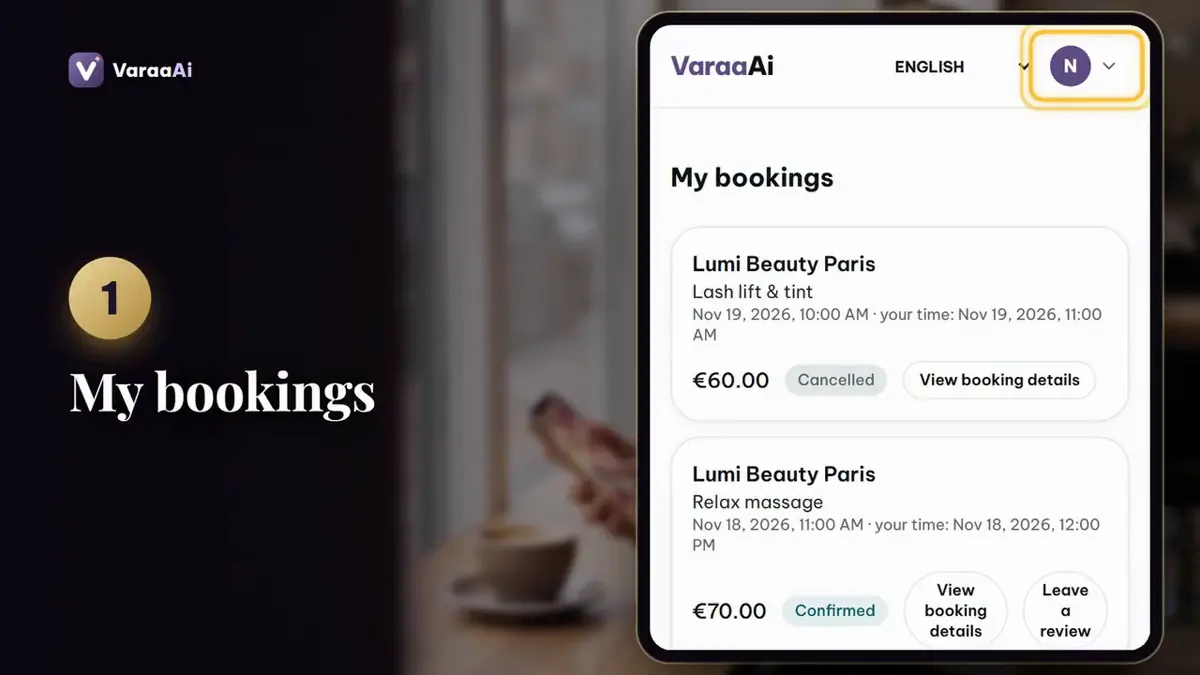 VaraaAi
1
My bookings
VaraaAi
ENGLISH
N
My bookings
Lumi Beauty Paris
Lash lift & tint
Nov 19, 2026, 10:00 AM · your time: Nov 19, 2026, 11:00
AM
€60.00
Cancelled
View booking details
Lumi Beauty Paris
Relax massage
Nov 18, 2026, 11:00 AM · your time: Nov 18, 2026, 12:00
PM
€70.00
Confirmed
View
booking
details
Leave
a
review